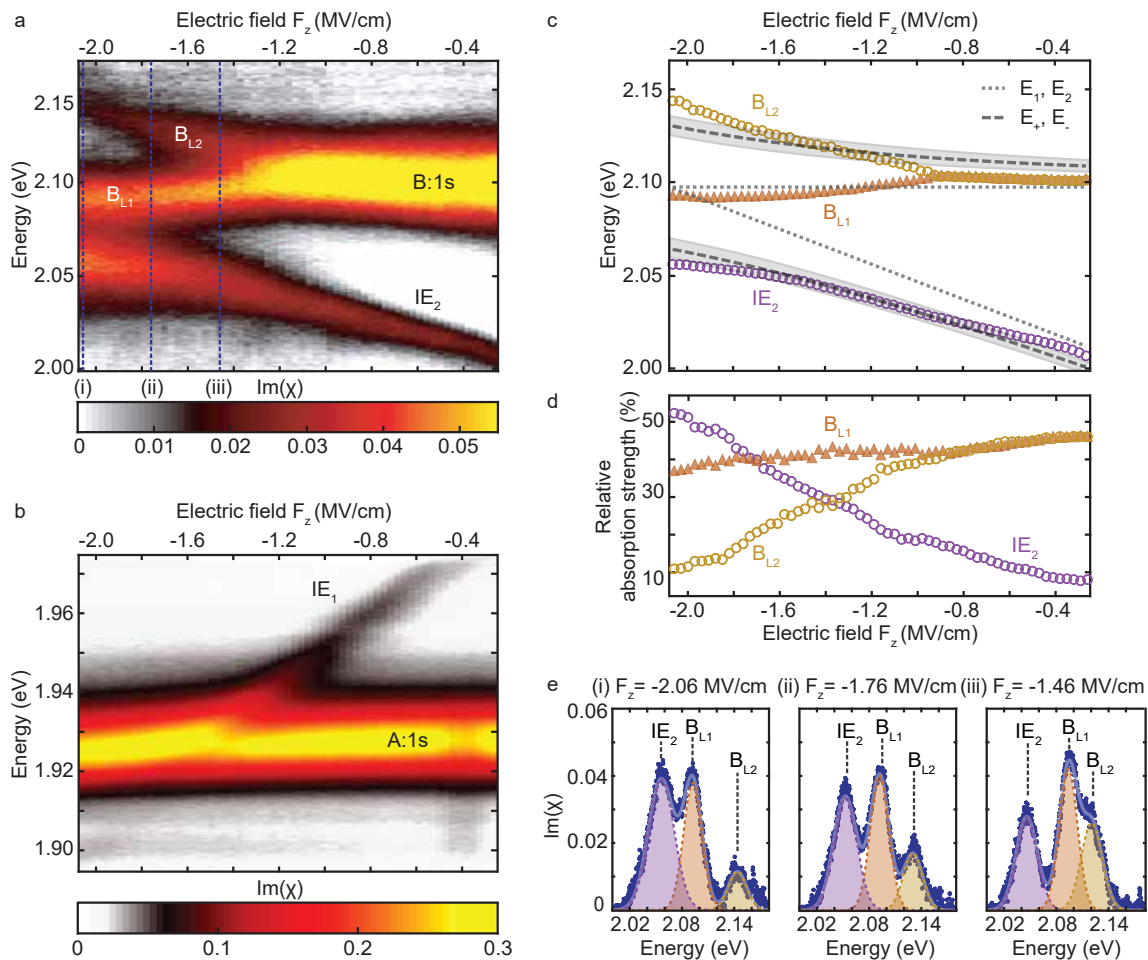 a
Electric field F_z (MV/cm)
-2.0 -1.6 -1.2 -0.8 -0.4
Energy (eV)
2.15
2.10
2.05
2.00
B_L2
B_L1
B:1s
IE_2
(i) (ii) (iii) Im(χ)
0 0.01 0.02 0.03 0.04 0.05
b
Electric field F_z (MV/cm)
-2.0 -1.6 -1.2 -0.8 -0.4
Energy (eV)
1.96
1.94
1.92
1.90
IE_1
A:1s
Im(χ)
0 0.1 0.2 0.3
c
Electric field F_z (MV/cm)
-2.0 -1.6 -1.2 -0.8 -0.4
Energy (eV)
2.15
2.10
2.05
2.00
B_L2
E_1, E_2
E_+, E_-
B_L1
IE_2
d
Relative
absorption strength (%)
50
30
10
B_L1
B_L2
IE_2
-2.0 -1.6 -1.2 -0.8 -0.4
Electric field F_z (MV/cm)
e
(i) F_z= -2.06 MV/cm (ii) F_z= -1.76 MV/cm (iii) F_z= -1.46 MV/cm
Im(χ)
0.06
0.04
0.02
0
IE_2 B_L1 B_L2
IE_2 B_L1 B_L2
IE_2 B_L1 B_L2
2.02 2.08 2.14 2.02 2.08 2.14 2.02 2.08 2.14
Energy (eV) Energy (eV) Energy (eV)